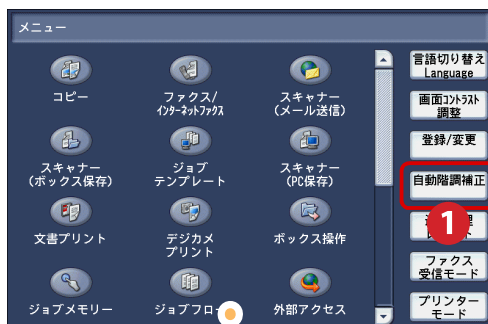 メニュー
コピー
ファクス/
インターネットファクス
スキャナー
(メール送信)
スキャナー
(ボックス保存)
ジョブ
テンプレート
スキャナー
(PC保存)
文書プリント
デジカメ
プリント
ボックス操作
ジョブメモリー
ジョブフロー
外部アクセス
言語切り替え
Language
画面コントラスト
調整
登録/変更
自動階調補正
1
ファクス
受信モード
プリンター
モード